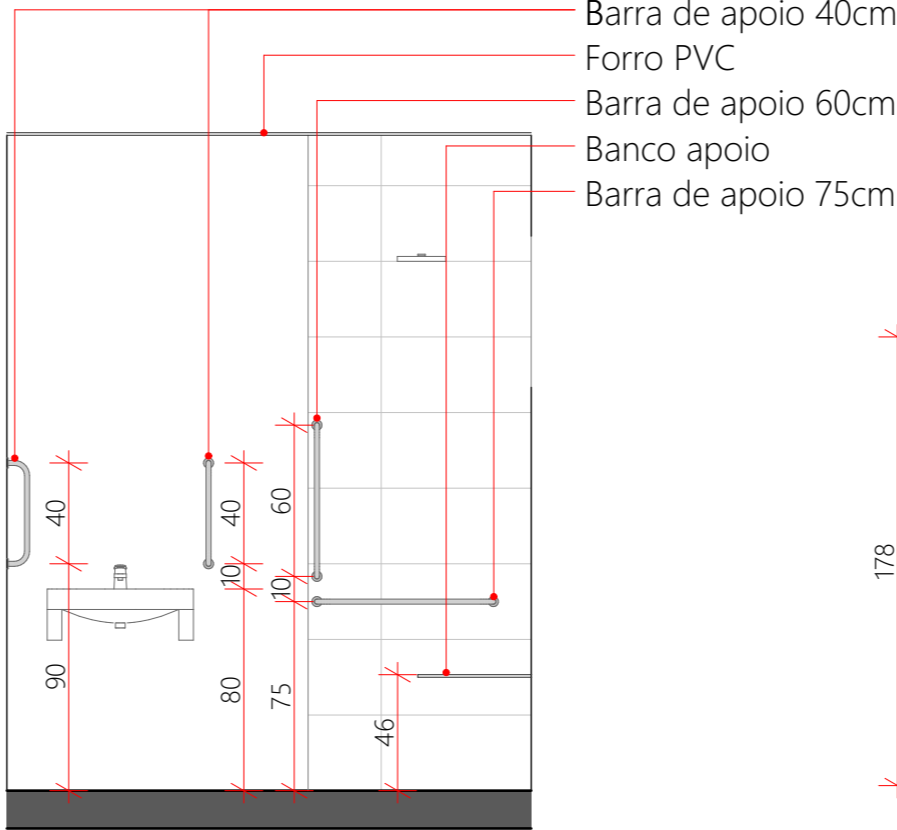 Barra de apoio 40cm
Forro PVC
Barra de apoio 60cm
Banco apoio
Barra de apoio 75cm
40
40
60
10
10
178
90
80
75
46